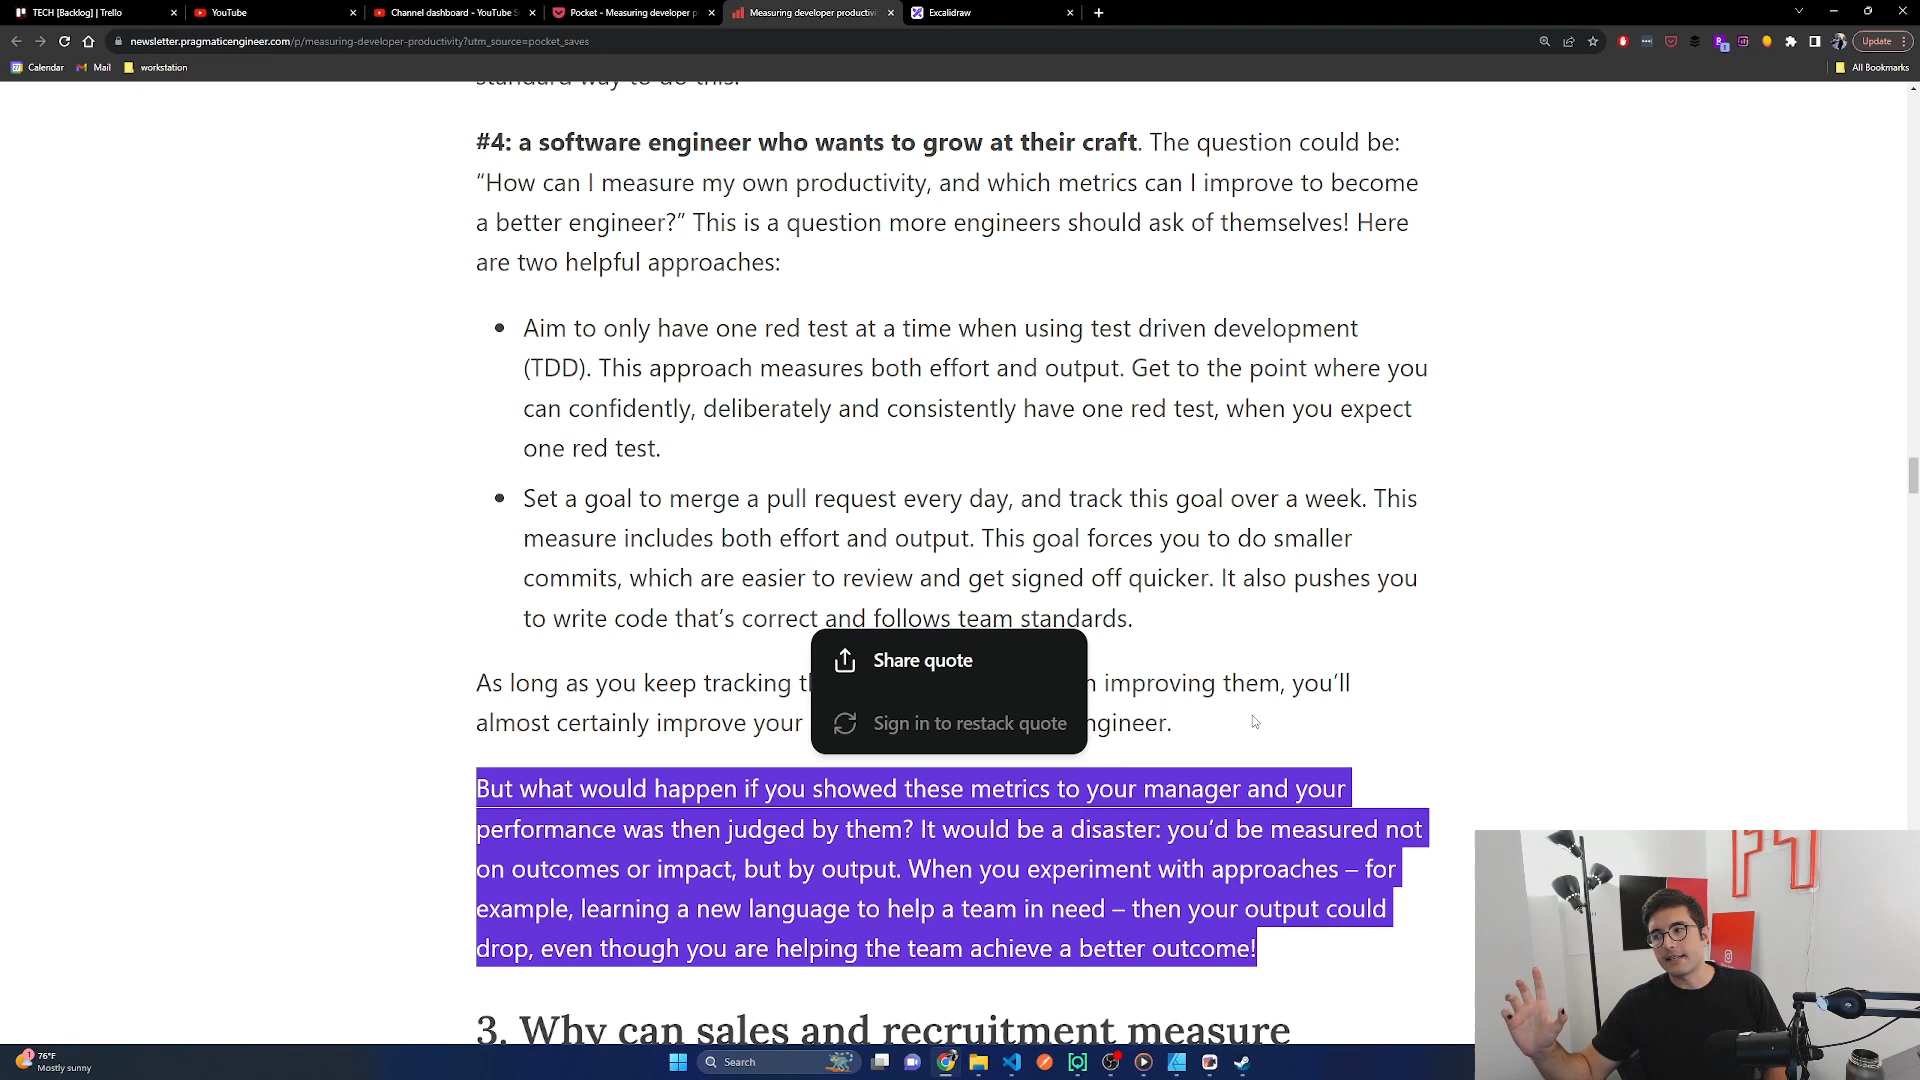 TECH [Backlog] | Trello
YouTube
Channel dashboard - YouTube S
Pocket - Measuring developer p
Measuring developer productivi
Excalidraw
newsletter.pragmaticengineer.com/p/measuring-developer-productivity?utm_source=pocket_saves
Update
Calendar
Mail
workstation
All Bookmarks
standard way to do this.
#4: a software engineer who wants to grow at their craft. The question could be:
“How can I measure my own productivity, and which metrics can I improve to become
a better engineer?” This is a question more engineers should ask of themselves! Here
are two helpful approaches:
• Aim to only have one red test at a time when using test driven development
(TDD). This approach measures both effort and output. Get to the point where you
can confidently, deliberately and consistently have one red test, when you expect
one red test.
• Set a goal to merge a pull request every day, and track this goal over a week. This
measure includes both effort and output. This goal forces you to do smaller
commits, which are easier to review and get signed off quicker. It also pushes you
to write code that’s correct and follows team standards.
Share quote
As long as you keep tracking improving them, you’ll
Sign in to restack quote
almost certainly improve your
But what would happen if you showed these metrics to your manager and your
performance was then judged by them? It would be a disaster: you’d be measured not
on outcomes or impact, but by output. When you experiment with approaches – for
example, learning a new language to help a team in need – then your output could
drop, even though you are helping the team achieve a better outcome!
3. Why can sales and recruitment measure
76°F
Mostly sunny
Search